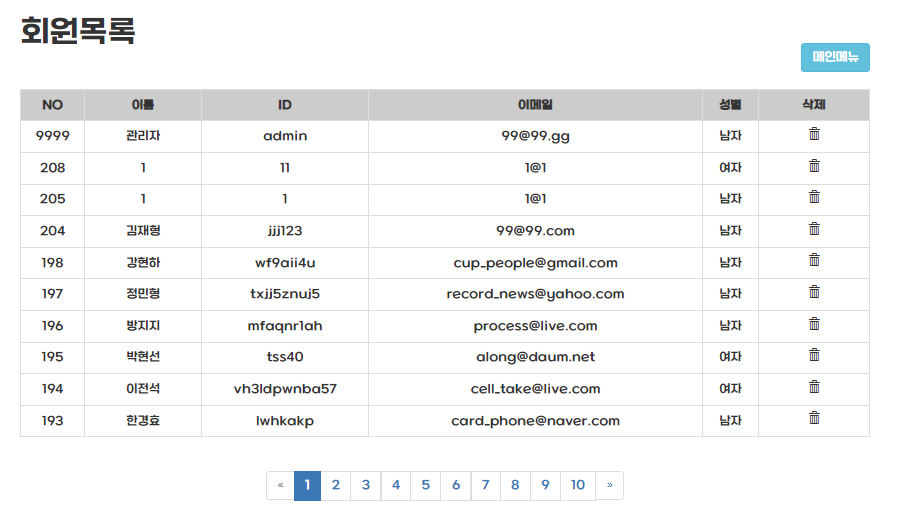 회원목록
메인메뉴
NO 이름 ID 이메일 성별 삭제
9999 관리자 admin 99@99.gg 남자
208 1 11 1@1 여자
205 1 1 1@1 남자
204 김재형 jjj123 99@99.com 남자
198 강현하 wf9aii4u cup_people@gmail.com 남자
197 정민형 txjj5znuj5 record_news@yahoo.com 남자
196 방지지 mfaqnr1ah process@live.com 남자
195 박현선 tss40 along@daum.net 여자
194 이전석 vh3ldpwnba57 cell_take@live.com 여자
193 한경효 lwhkakp card_phone@naver.com 남자
« 1 2 3 4 5 6 7 8 9 10 »